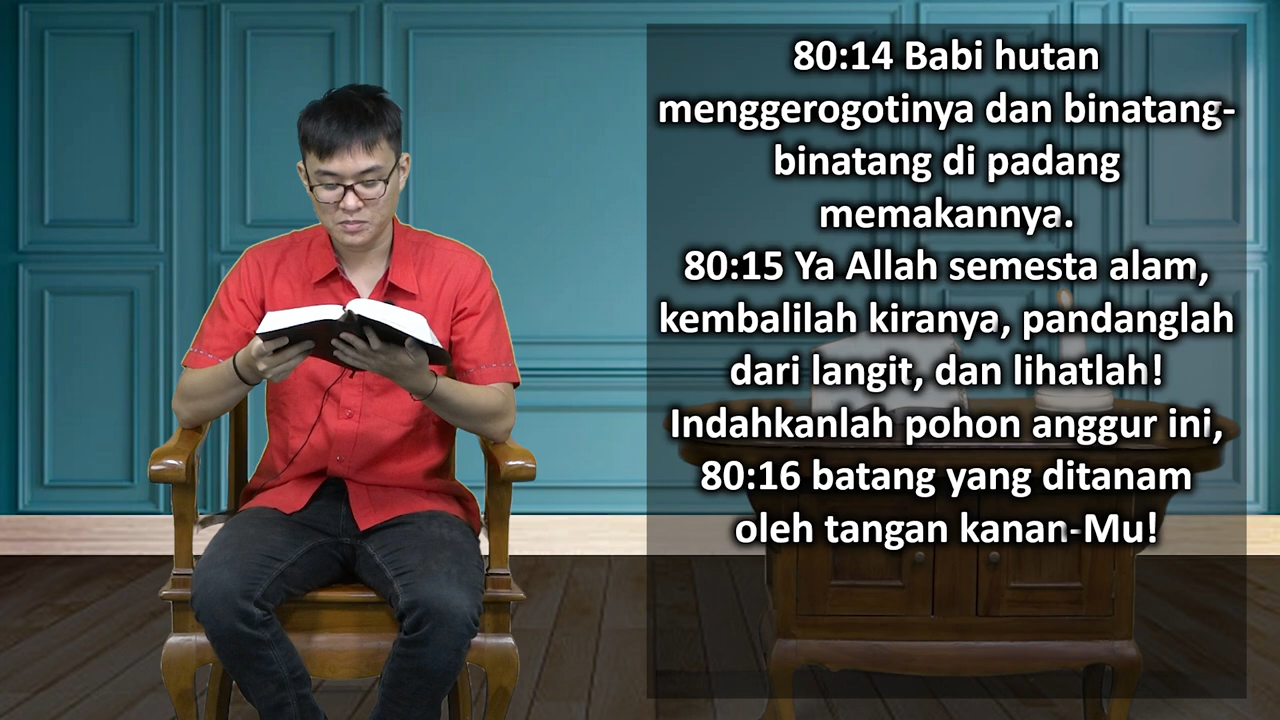 80:14 Babi hutan
menggerogotinya dan binatang-
binatang di padang
memakannya.
80:15 Ya Allah semesta alam,
kembalilah kiranya, pandanglah
dari langit, dan lihatlah!
Indahkanlah pohon anggur ini,
80:16 batang yang ditanam
oleh tangan kanan-Mu!